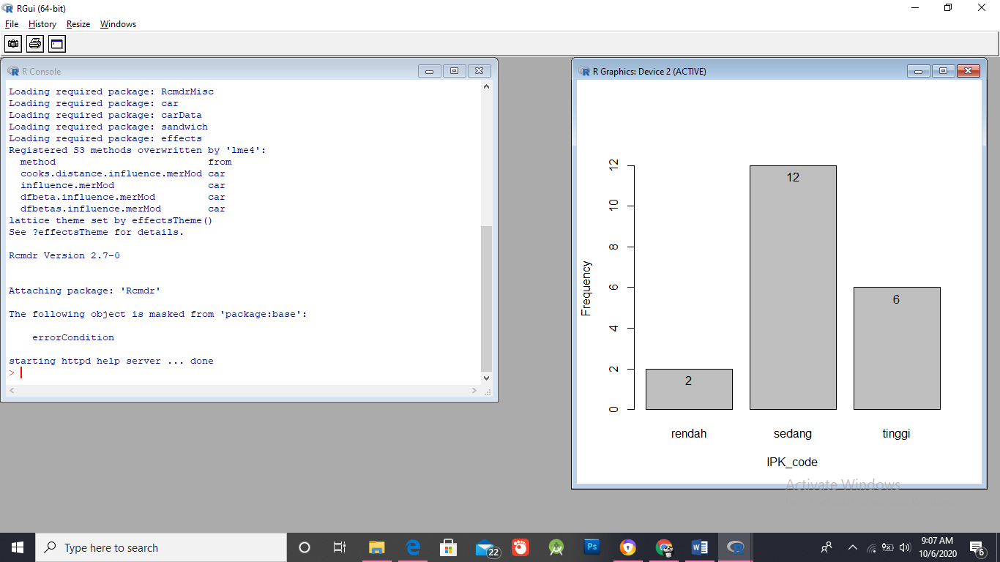 RGui (64-bit)
File History Resize Windows
R Console
Loading required package: RcmdrMisc
Loading required package: car
Loading required package: carData
Loading required package: sandwich
Loading required package: effects
Registered S3 methods overwritten by 'lme4':
method from
cooks.distance.influence.merMod car
influence.merMod car
dfbeta.influence.merMod car
dfbetas.influence.merMod car
lattice theme set by effectsTheme()
See ?effectsTheme for details.
Rcmdr Version 2.7-0
Attaching package: 'Rcmdr'
The following object is masked from 'package:base':
errorCondition
starting httpd help server ... done
>
R Graphics: Device 2 (ACTIVE)
Frequency
12
10
8
6
4
2
0
2
12
6
rendah sedang tinggi
IPK_code
Activate Windows
Type here to search
22
Ps
9:07 AM
10/6/2020
6